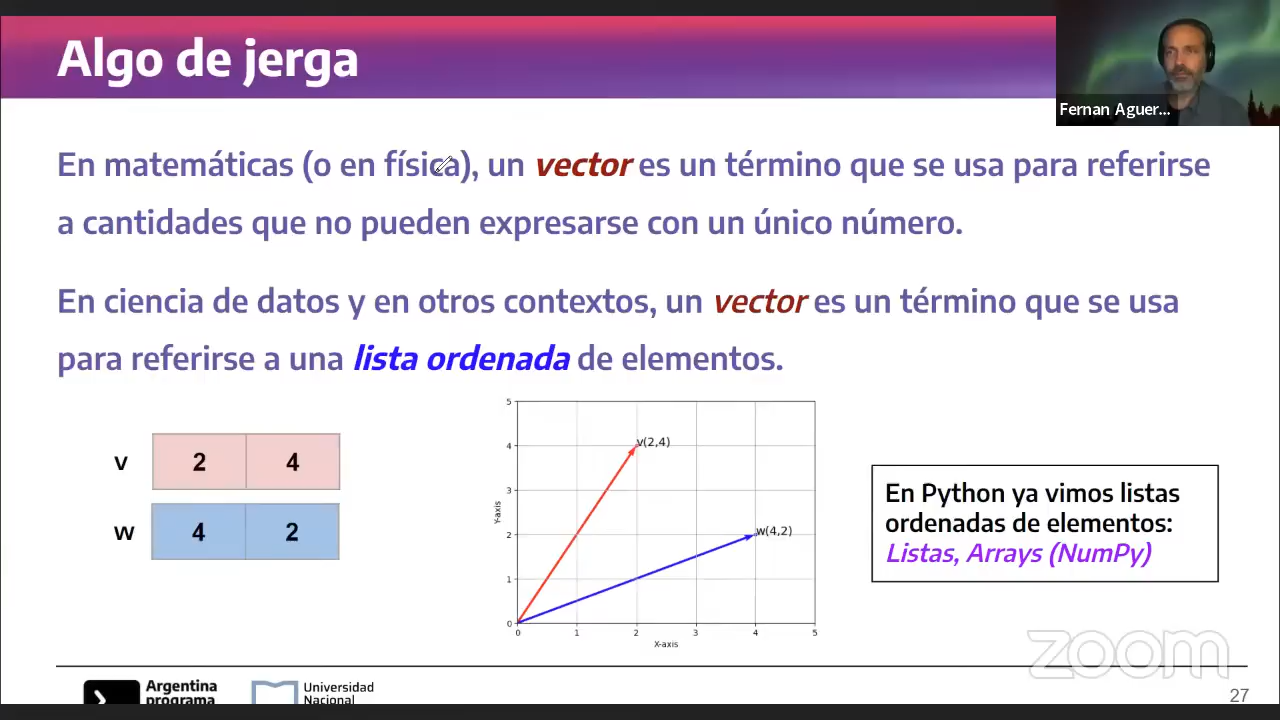 Algo de jerga
Fernan Aguer...
En matemáticas (o en física), un vector es un término que se usa para referirse
a cantidades que no pueden expresarse con un único número.
En ciencia de datos y en otros contextos, un vector es un término que se usa
para referirse a una lista ordenada de elementos.
v 2 4
w 4 2
5
4
3
2
1
0
0 1 2 3 4 5
Y-axis
X-axis
v(2,4)
w(4,2)
En Python ya vimos listas
ordenadas de elementos:
Listas, Arrays (NumPy)
zoom
Argentina
programa
Universidad
Nacional
27